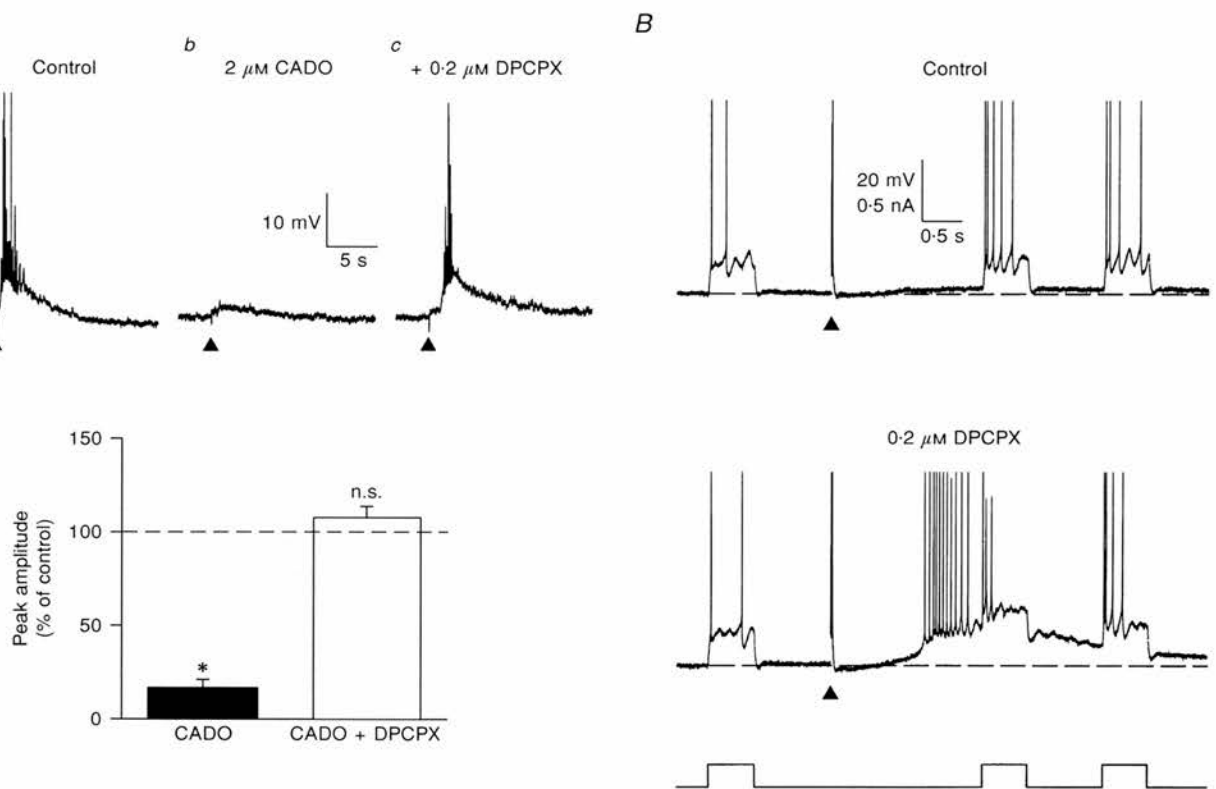 b
c
Control
2 μM CADO
+ 0·2 μM DPCPX
10 mV
5 s
150
100
50
0
Peak amplitude
(% of control)
*
n.s.
CADO
CADO + DPCPX
B
Control
20 mV
0·5 nA
0·5 s
0·2 μM DPCPX